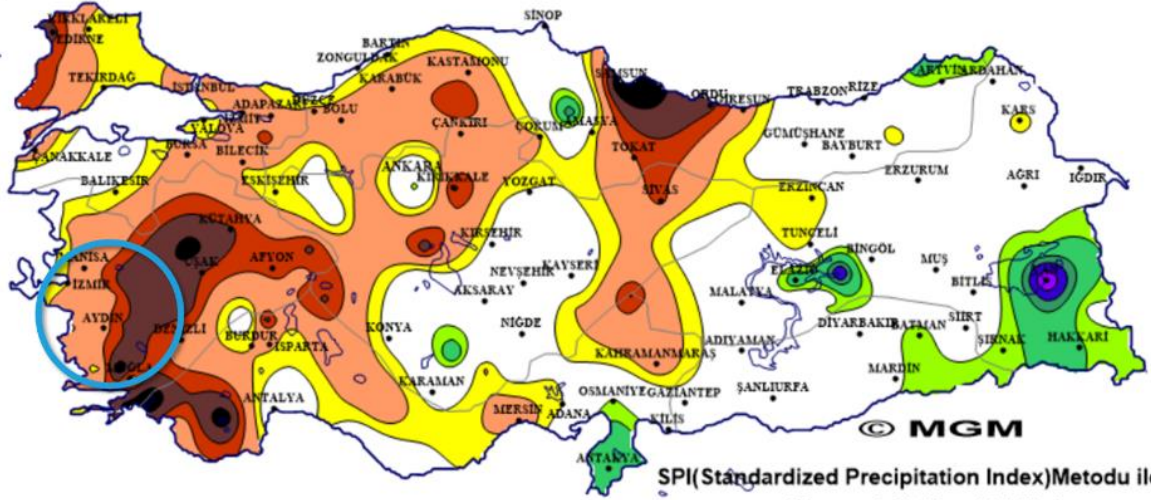 SİNOP
KIRKLARELİ
EDİRNE
BARTIN
ZONGULDAK
KASTAMONU
KARABÜK
TEKİRDAĞ
İSTANBUL
SAMSUN
ARTVİN ARDAHAN
ORDU
GİRESUN
TRABZON
RİZE
ADAPAZARI
DÜZCE
BOLU
YALOVA
ÇANKIRI
ÇORUM
AMASYA
KARS
GÜMÜŞHANE
BAYBURT
ÇANAKKALE
BURSA
BİLECİK
TOKAT
BALIKESİR
ESKİŞEHİR
ANKARA
KIRIKKALE
YOZGAT
SİVAS
ERZİNCAN
ERZURUM
AĞRI
IĞDIR
KÜTAHYA
KIRŞEHİR
TUNCELİ
BİNGÖL
MANİSA
UŞAK
AFYON
NEVŞEHİR
KAYSERİ
ELAZIĞ
MUŞ
BİTLİS
İZMİR
AKSARAY
MALATYA
AYDIN
DENİZLİ
BURDUR
ISPARTA
KONYA
NİĞDE
DİYARBAKIR
BATMAN
SİİRT
ŞIRNAK
HAKKARİ
KAHRAMANMARAŞ
ADIYAMAN
MUĞLA
KARAMAN
MARDİN
ANTALYA
MERSİN
ADANA
OSMANİYE
GAZİANTEP
ŞANLIURFA
KİLİS
© MGM
ANTAKYA
SPI(Standardized Precipitation Index)Metodu ile